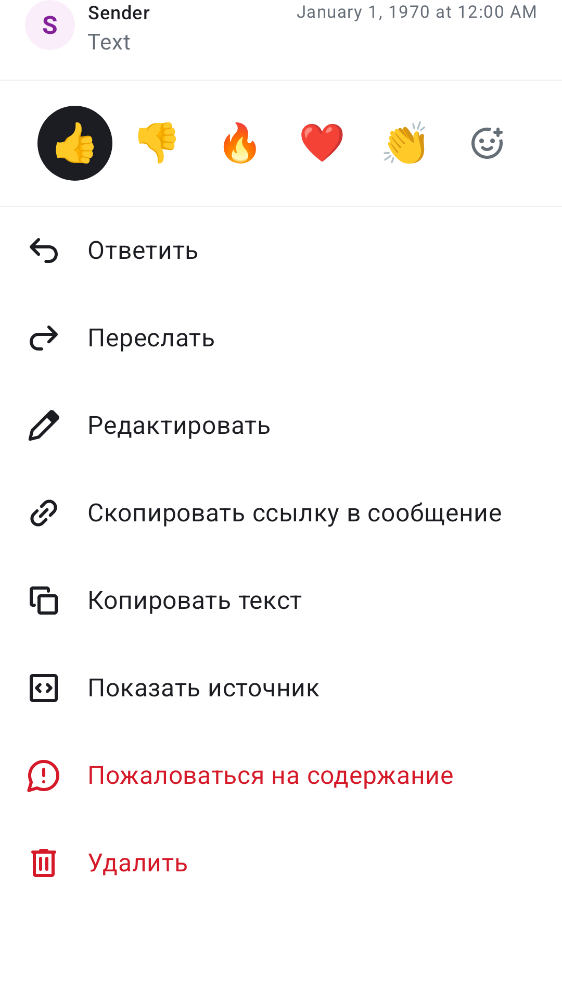 S
Sender
January 1, 1970 at 12:00 AM
Text
Ответить
Переслать
Редактировать
Скопировать ссылку в сообщение
Копировать текст
Показать источник
Пожаловаться на содержание
Удалить